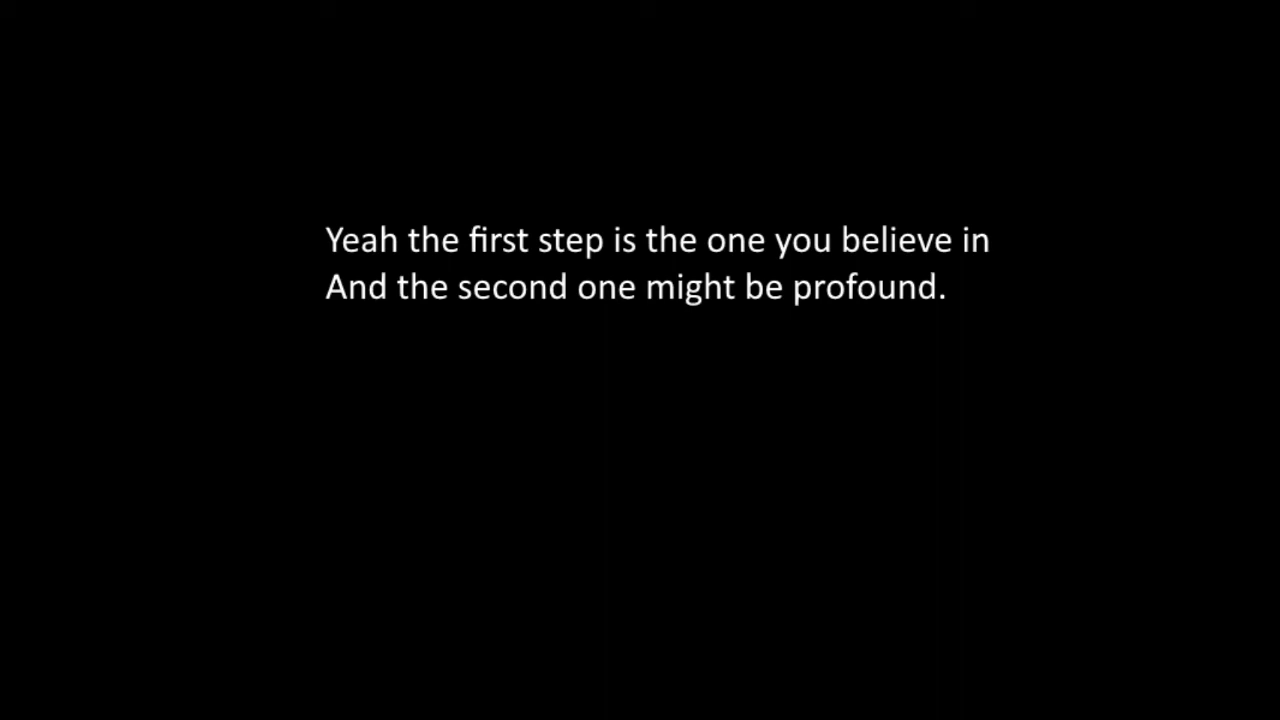 Yeah the first step is the one you believe in
And the second one might be profound.